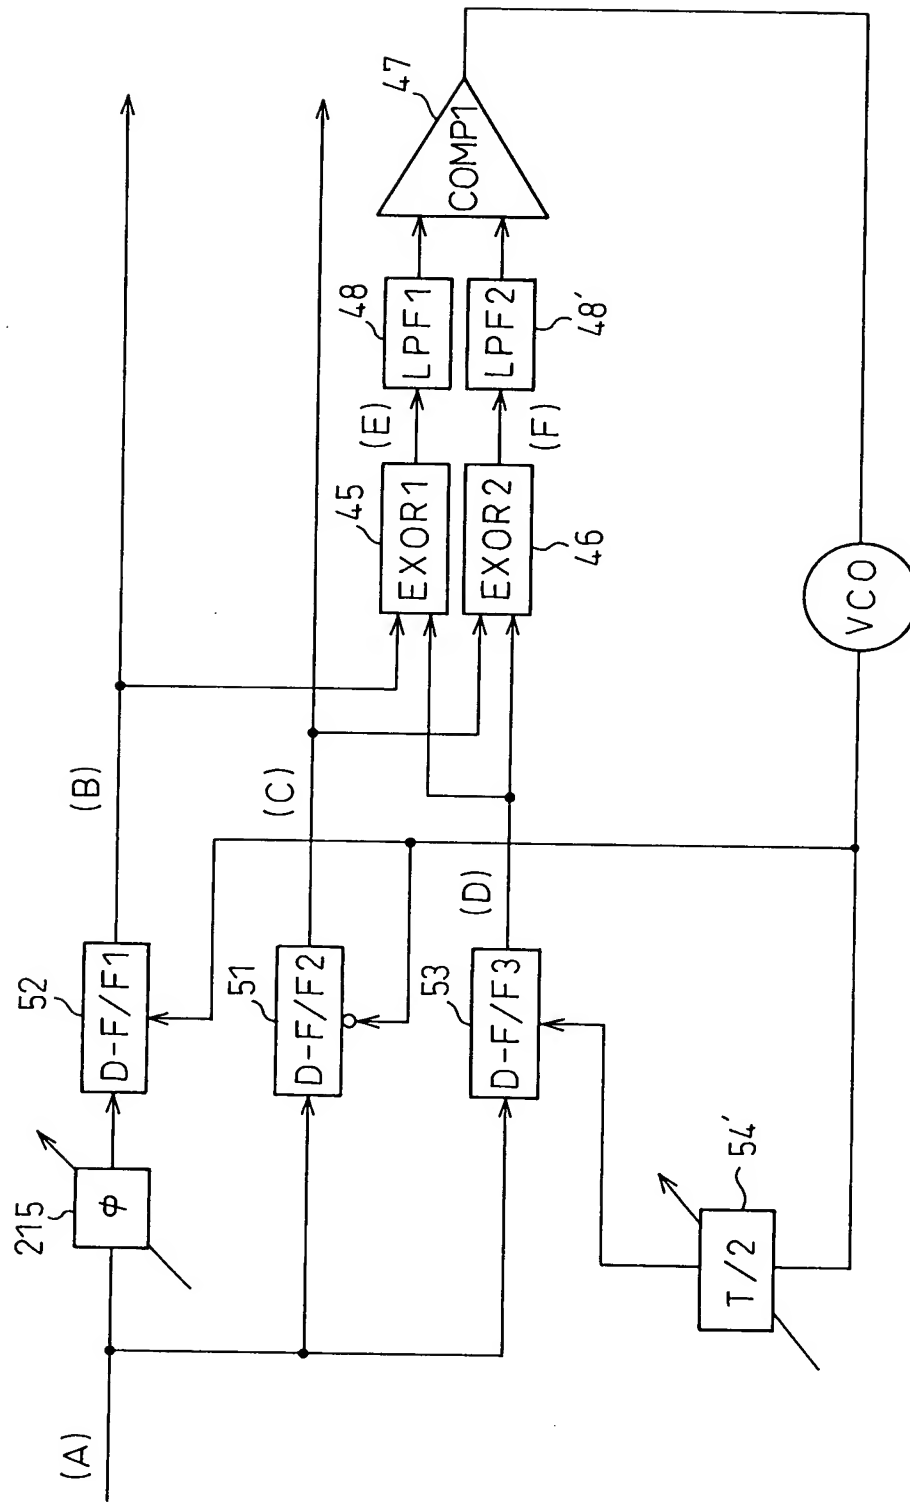 (A)
215
ϕ
52
D-F/F1
(B)
51
D-F/F2
(C)
53
D-F/F3
(D)
T/2
54′
45
EXOR1
(E)
48
LPF1
46
EXOR2
(F)
48′
LPF2
47
COMP1
VCO